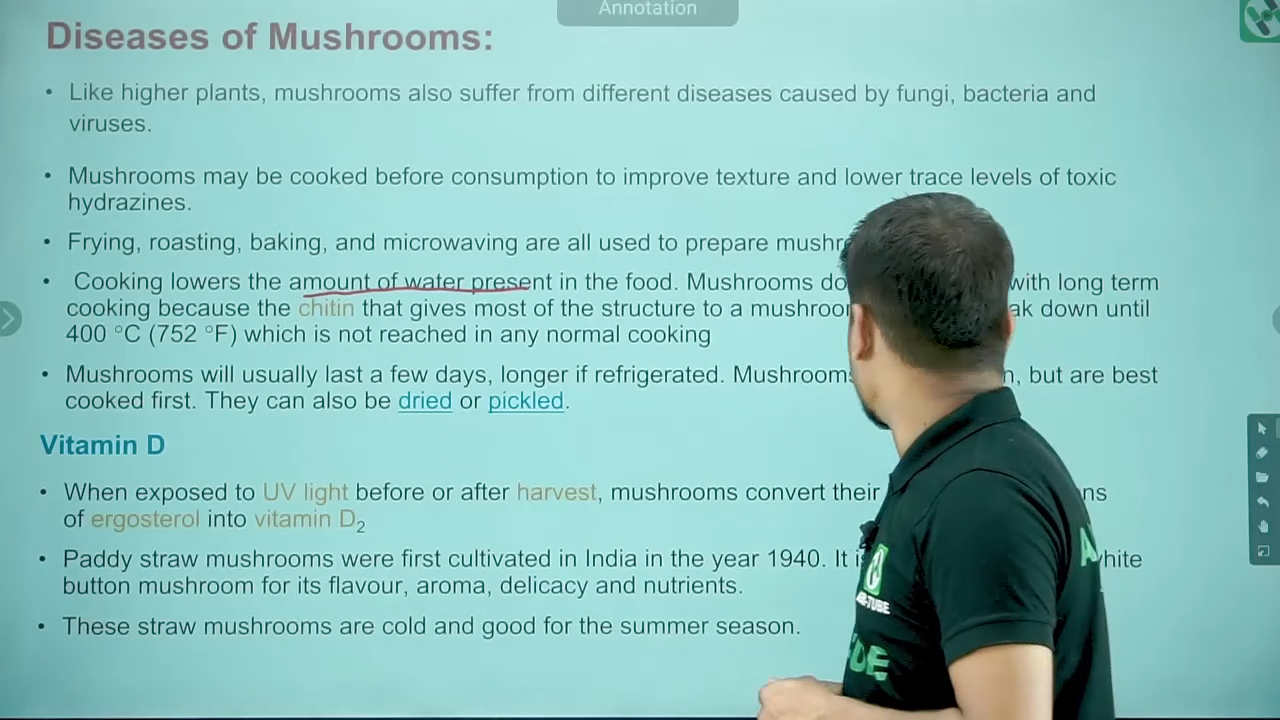 Annotation
Diseases of Mushrooms:
• Like higher plants, mushrooms also suffer from different diseases caused by fungi, bacteria and
viruses.
• Mushrooms may be cooked before consumption to improve texture and lower trace levels of toxic
hydrazines.
• Frying, roasting, baking, and microwaving are all used to prepare
• Cooking lowers the amount of water present in the food. Mushrooms with long term
cooking because the chitin that gives most of the structure to a down until
400 °C (752 °F) which is not reached in any normal cooking
• Mushrooms will usually last a few days, longer if refrigerated. but are best
cooked first. They can also be dried or pickled.
Vitamin D
• When exposed to UV light before or after harvest, mushrooms convert their
of ergosterol into vitamin D₂
• Paddy straw mushrooms were first cultivated in India in the year 1940. It
button mushroom for its flavour, aroma, delicacy and nutrients.
• These straw mushrooms are cold and good for the summer season.